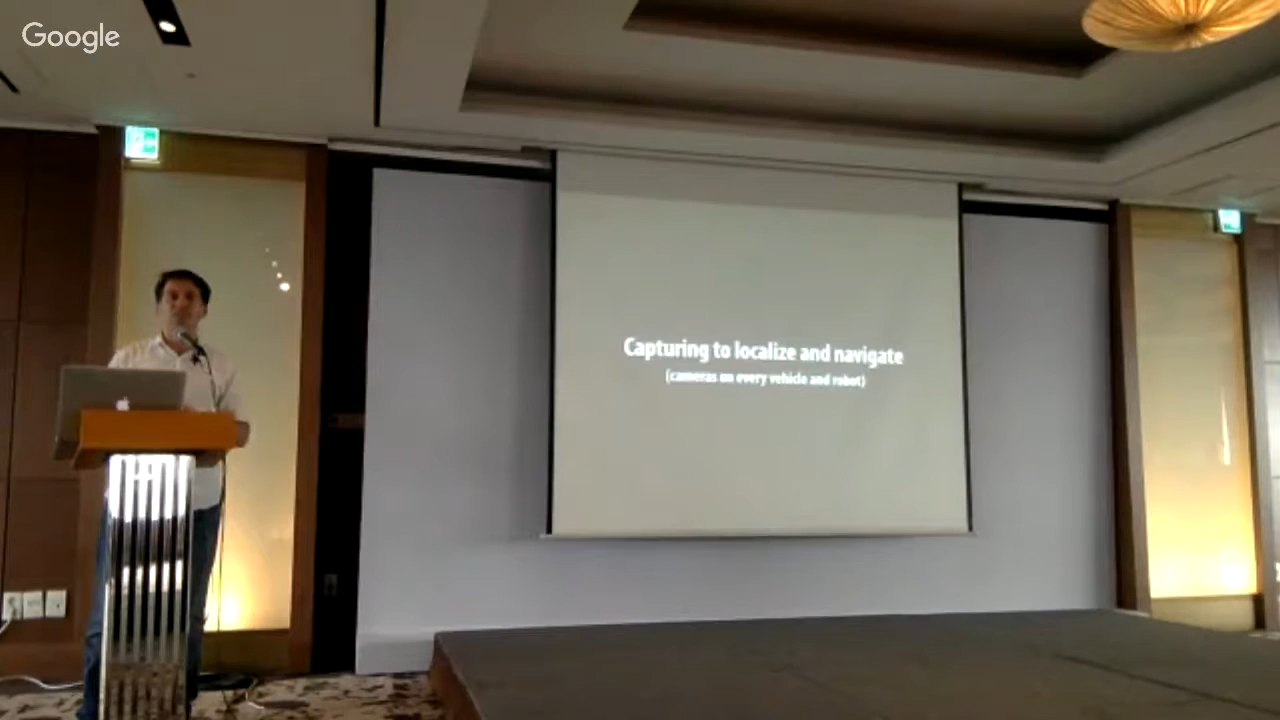 Google
Capturing to localize and navigate
(cameras on every vehicle and robot)